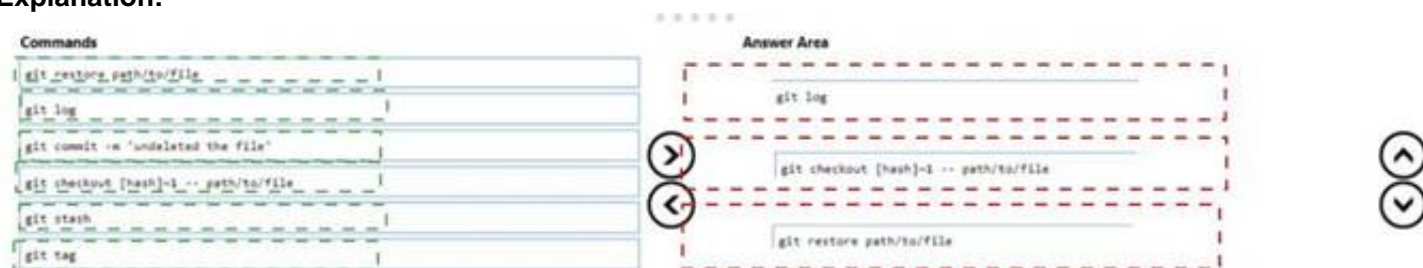 Explanation:
Commands
Answer Area
git restore path/to/file
git log
git commit -m 'undeleted the file'
git checkout [hash]~1 -- path/to/file
git stash
git tag
git log
git checkout [hash]~1 -- path/to/file
git restore path/to/file